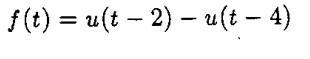 f(t) = u(t − 2) − u(t − 4)